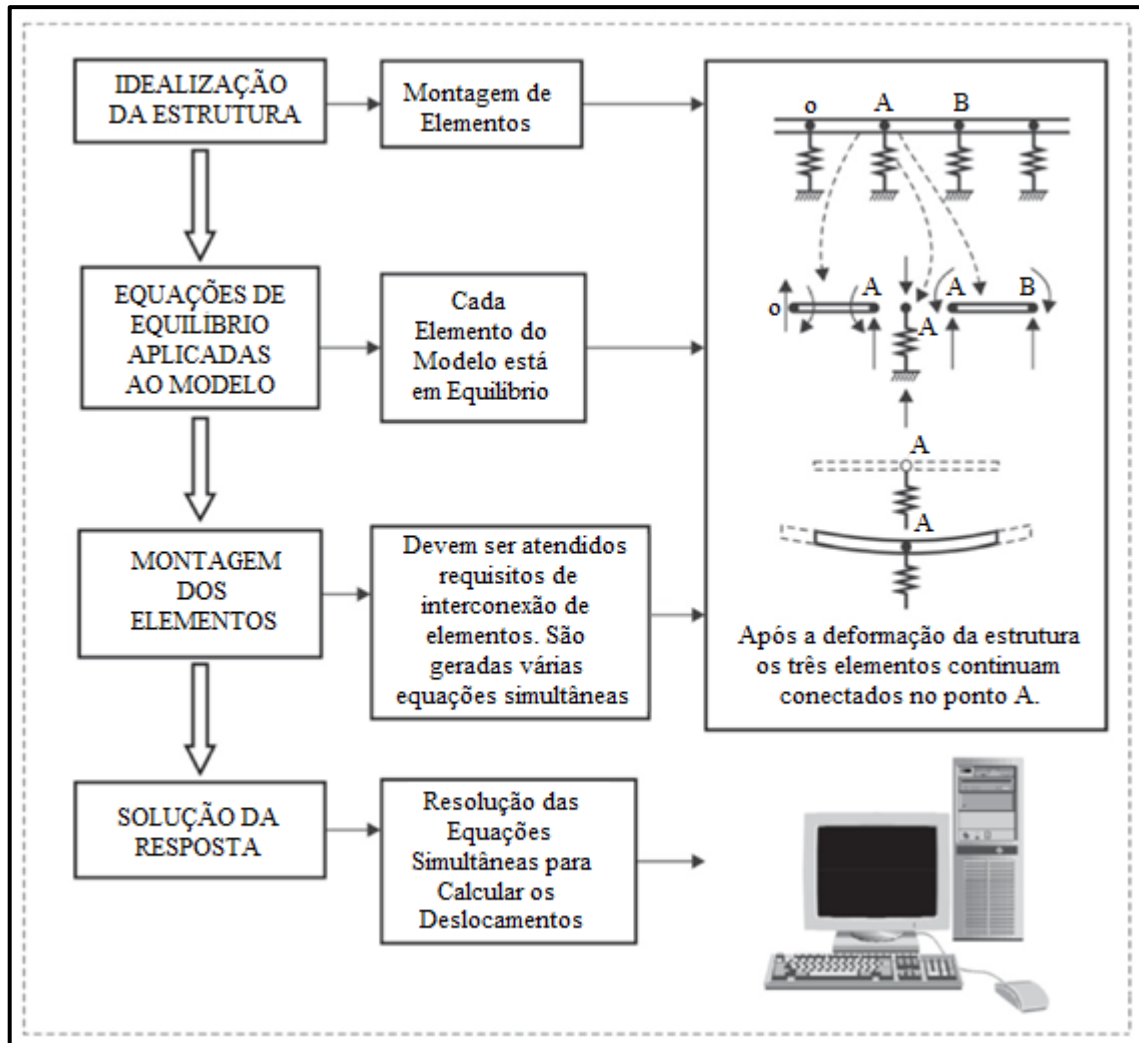 IDEALIZAÇÃO
DA ESTRUTURA
Montagem de
Elementos
o
A
B
EQUAÇÕES DE
EQUILÍBRIO
APLICADAS
AO MODELO
Cada
Elemento do
Modelo está
em Equilíbrio
o
A
A
A
B
MONTAGEM
DOS
ELEMENTOS
Devem ser atendidos
requisitos de
interconexão de
elementos. São
geradas várias
equações simultâneas
A
A
Após a deformação da estrutura
os três elementos continuam
conectados no ponto A.
SOLUÇÃO DA
RESPOSTA
Resolução das
Equações
Simultâneas para
Calcular os
Deslocamentos